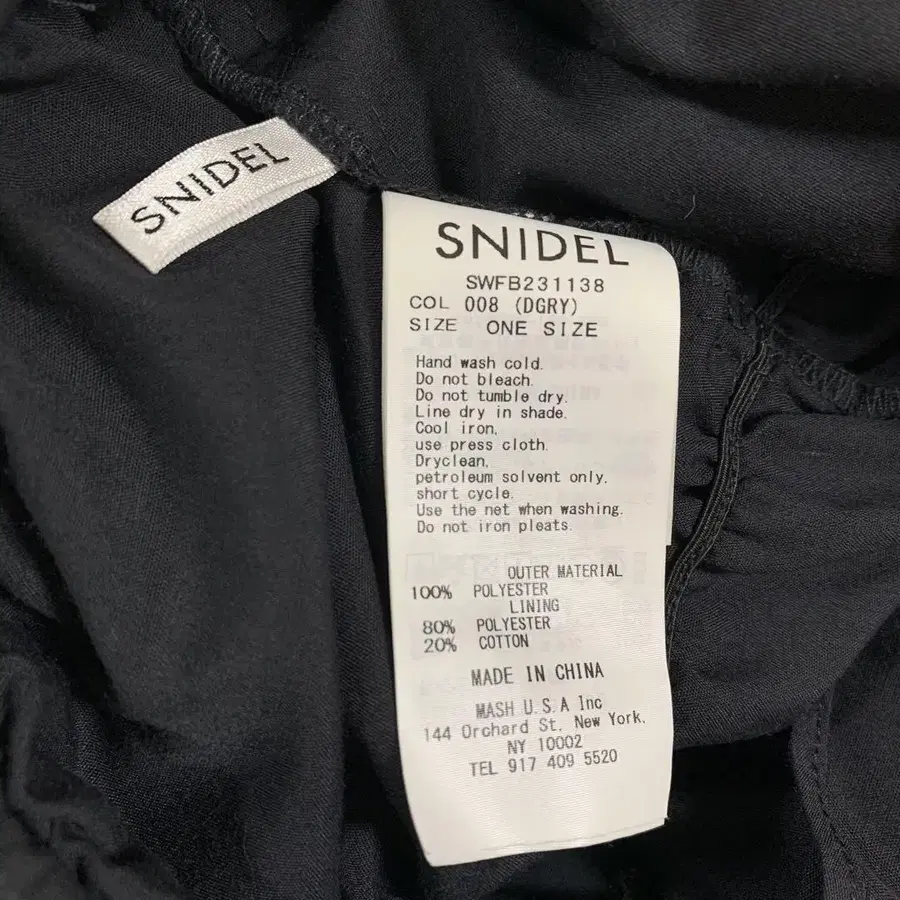 SNIDEL
SNIDEL
SWFB231138
COL 008 (DGRY)
SIZE ONE SIZE
Hand wash cold.
Do not bleach.
Do not tumble dry.
Line dry in shade.
Cool iron,
use press cloth.
Dryclean,
petroleum solvent only,
short cycle.
Use the net when washing.
Do not iron pleats.
OUTER MATERIAL
100% POLYESTER
LINING
80% POLYESTER
20% COTTON
MADE IN CHINA
MASH U.S.A Inc
144 Orchard St, New York,
NY 10002
TEL 917 409 5520